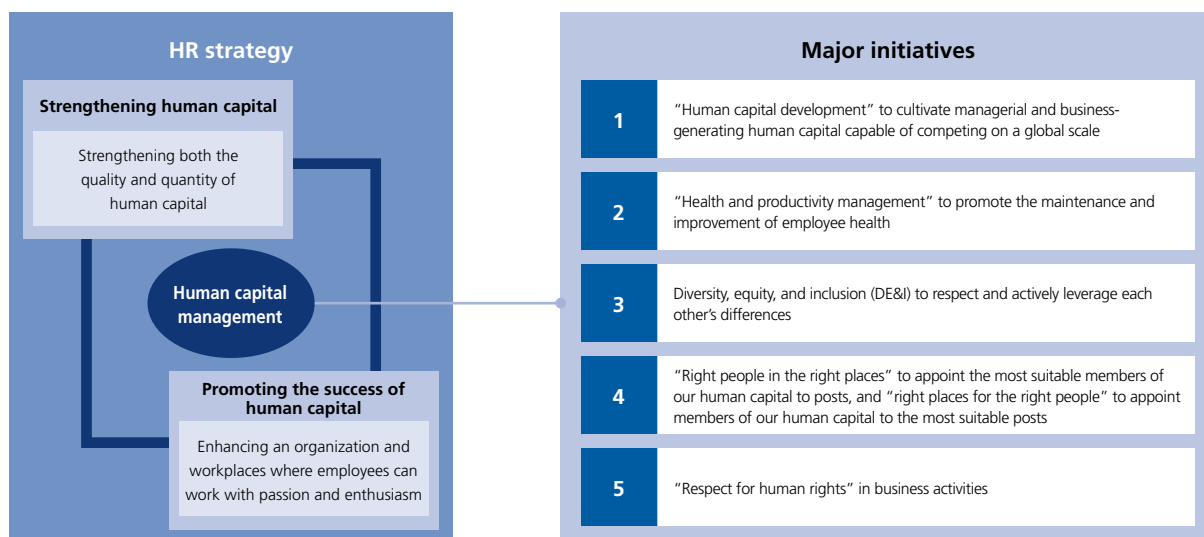 HR strategy
Strengthening human capital
Strengthening both the
quality and quantity of
human capital
Human capital
management
Promoting the success of
human capital
Enhancing an organization and
workplaces where employees can
work with passion and enthusiasm
Major initiatives
1
“Human capital development” to cultivate managerial and business-
generating human capital capable of competing on a global scale
2
“Health and productivity management” to promote the maintenance and
improvement of employee health
3
Diversity, equity, and inclusion (DE&I) to respect and actively leverage each
other’s differences
4
“Right people in the right places” to appoint the most suitable members of
our human capital to posts, and “right places for the right people” to appoint
members of our human capital to the most suitable posts
5
“Respect for human rights” in business activities